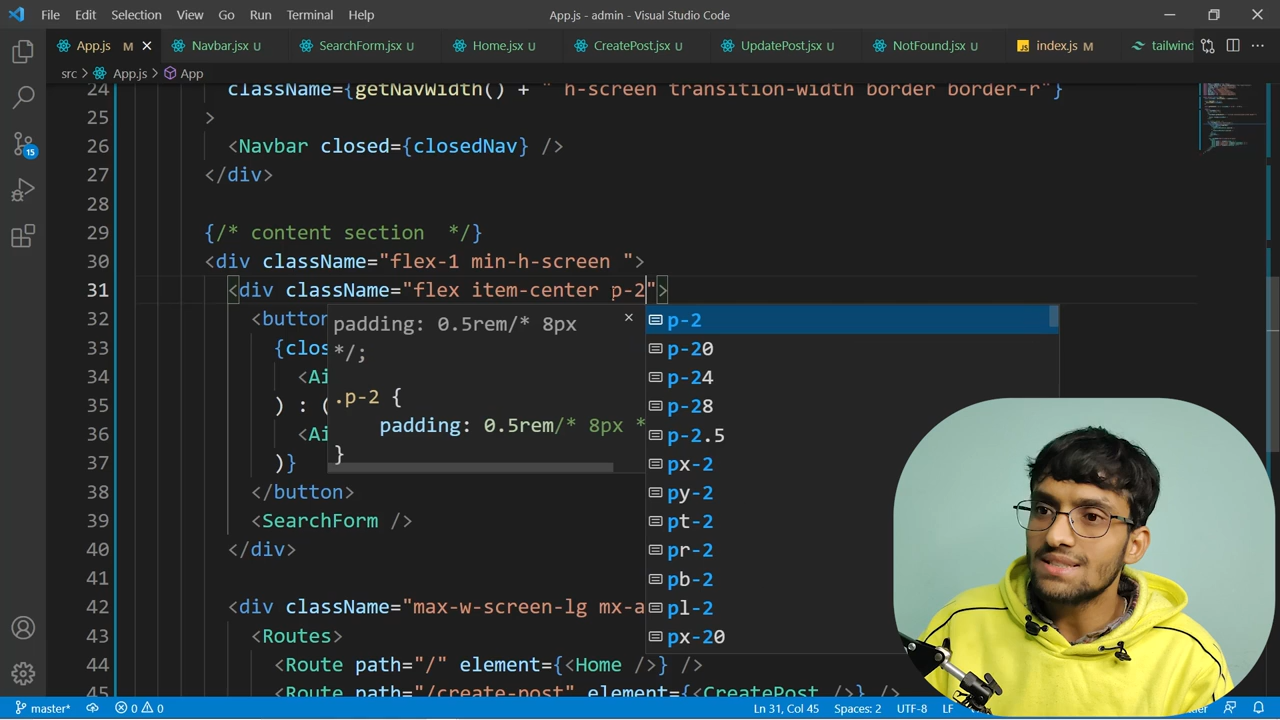 File Edit Selection View Go Run Terminal Help App.js - admin - Visual Studio Code
App.js M Navbar.jsx U SearchForm.jsx U Home.jsx U CreatePost.jsx U UpdatePost.jsx U NotFound.jsx U JS index.js M tailwind
src > App.js > App
24 className={getNavWidth() + " h-screen transition-width border border-r"}
25 >
26 <Navbar closed={closedNav} />
27 </div>
28
29 {/* content section */}
30 <div className="flex-1 min-h-screen ">
31 <div className="flex item-center p-2">
32 <button
33 {clos
34 <Ai
35 ) : (
36 <Ai
37 )}
38 </button>
39 <SearchForm />
40 </div>
41
42 <div className="max-w-screen-lg mx-a
43 <Routes>
44 <Route path="/" element={<Home />} />
45 <Route path="/create-post" element={<CreatePost />} />
padding: 0.5rem/* 8px
*/;
.p-2 {
padding: 0.5rem/* 8px *
}
p-2
p-20
p-24
p-28
p-2.5
px-2
py-2
pt-2
pr-2
pb-2
pl-2
px-20
15
master* 0 0 Ln 31, Col 45 Spaces: 2 UTF-8 LF